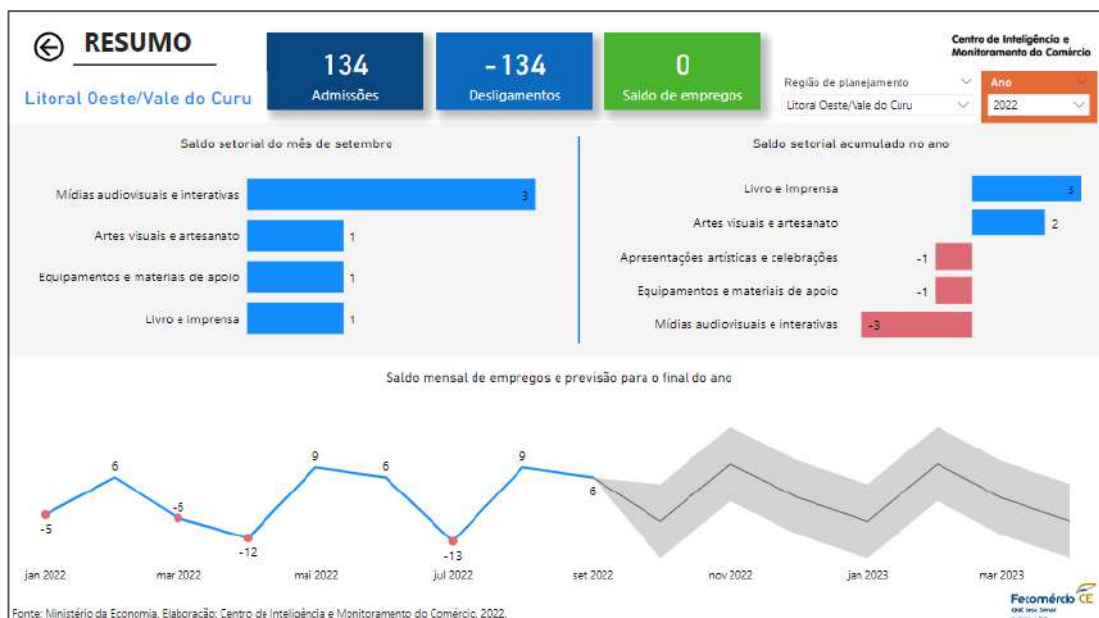 RESUMO
Litoral Oeste/Vale do Curu
134
Admissões
-134
Desligamentos
0
Saldo de empregos
Centro de Inteligência e
Monitoramento do Comércio
Região de planejamento
Litoral Oeste/Vale do Curu
Ano
2022
Saldo setorial do mês de setembro
Mídias audiovisuais e interativas
3
Artes visuais e artesanato
1
Equipamentos e materiais de apoio
1
Livro e Imprensa
1
Saldo setorial acumulado no ano
Livro e Imprensa
3
Artes visuais e artesanato
2
Apresentações artísticas e celebrações
-1
Equipamentos e materiais de apoio
-1
Mídias audiovisuais e interativas
-3
Saldo mensal de empregos e previsão para o final do ano
-5
6
-6
-12
9
6
-13
9
6
jan 2022
mar 2022
mai 2022
jul 2022
set 2022
nov 2022
jan 2023
mar 2023
Fonte: Ministério da Economia. Elaboração: Centro de Inteligência e Monitoramento do Comércio. 2022.
Fecomércio CE